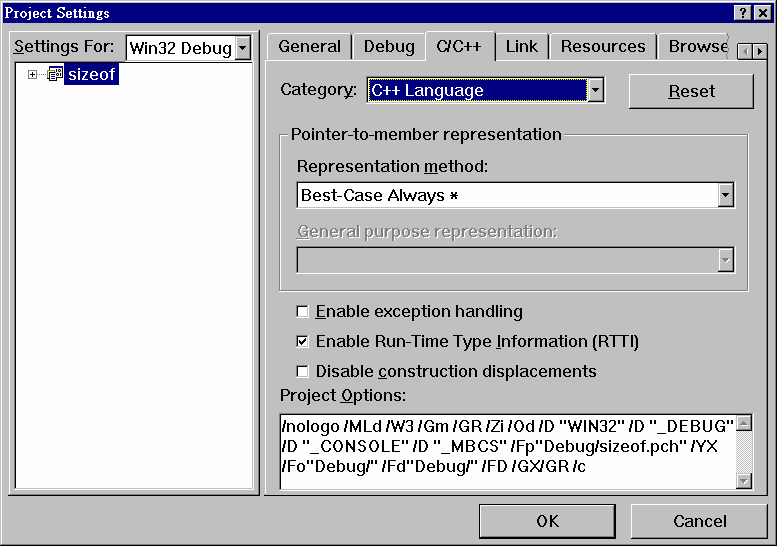 Project Settings
Settings For: Win32 Debug
sizeof
General Debug C/C++ Link Resources Browse
Category: C++ Language Reset
Pointer-to-member representation
Representation method:
Best-Case Always *
General purpose representation:
Enable exception handling
Enable Run-Time Type Information (RTTI)
Disable construction displacements
Project Options:
/nologo /MLd /W3 /Gm /GR /Zi /Od /D "WIN32" /D "_DEBUG"
/D "_CONSOLE" /D "_MBCS" /Fp"Debug/sizeof.pch" /YX
/Fo"Debug/" /Fd"Debug/" /FD /GX/GR /c
OK Cancel